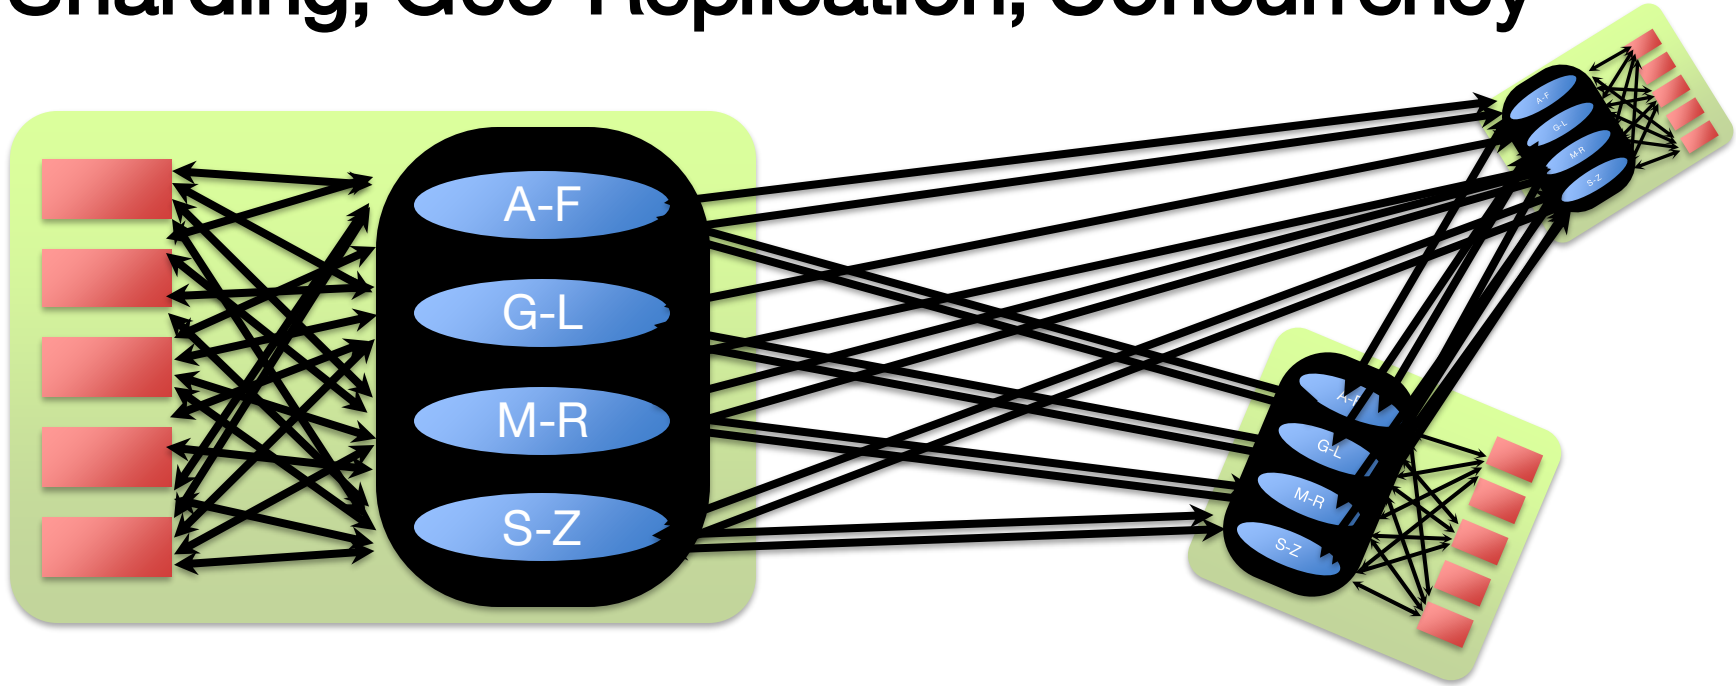 Sharding, Geo-Replication, Concurrency
A-F
G-L
M-R
S-Z
A-F
G-L
M-R
S-Z
A-F
G-L
M-R
S-Z